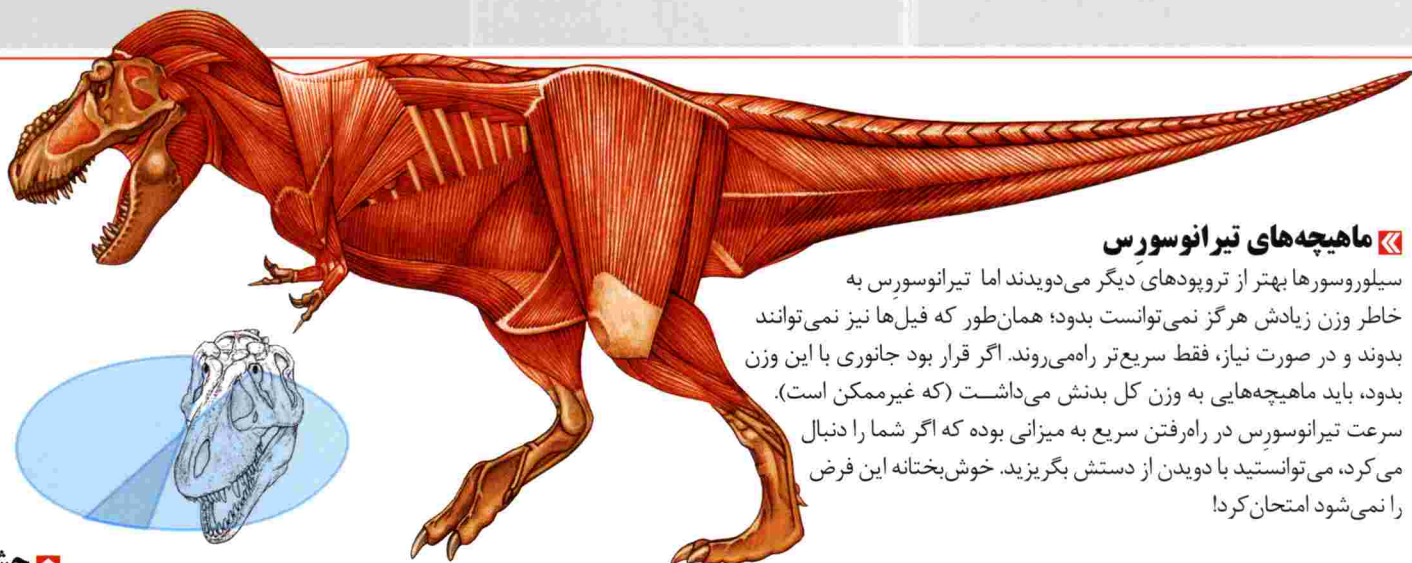 ماهیچه‌های تیرانوسورِس
سیلوروسورها بهتر از تروپودهای دیگر می‌دویدند اما تیرانوسورِس به
خاطر وزن زیادش هرگز نمی‌توانست بدود؛ همان‌طور که فیل‌ها نیز نمی‌توانند
بدوند و در صورت نیاز، فقط سریع‌تر راه‌می‌روند. اگر قرار بود جانوری با این وزن
بدود، باید ماهیچه‌هایی به وزن کل بدنش می‌داشت (که غیرممکن است).
سرعت تیرانوسورِس در راه‌رفتن سریع به میزانی بوده که اگر شما را دنبال
می‌کرد، می‌توانستید با دویدن از دستش بگریزید. خوش‌بختانه این فرض
را نمی‌شود امتحان‌کرد!